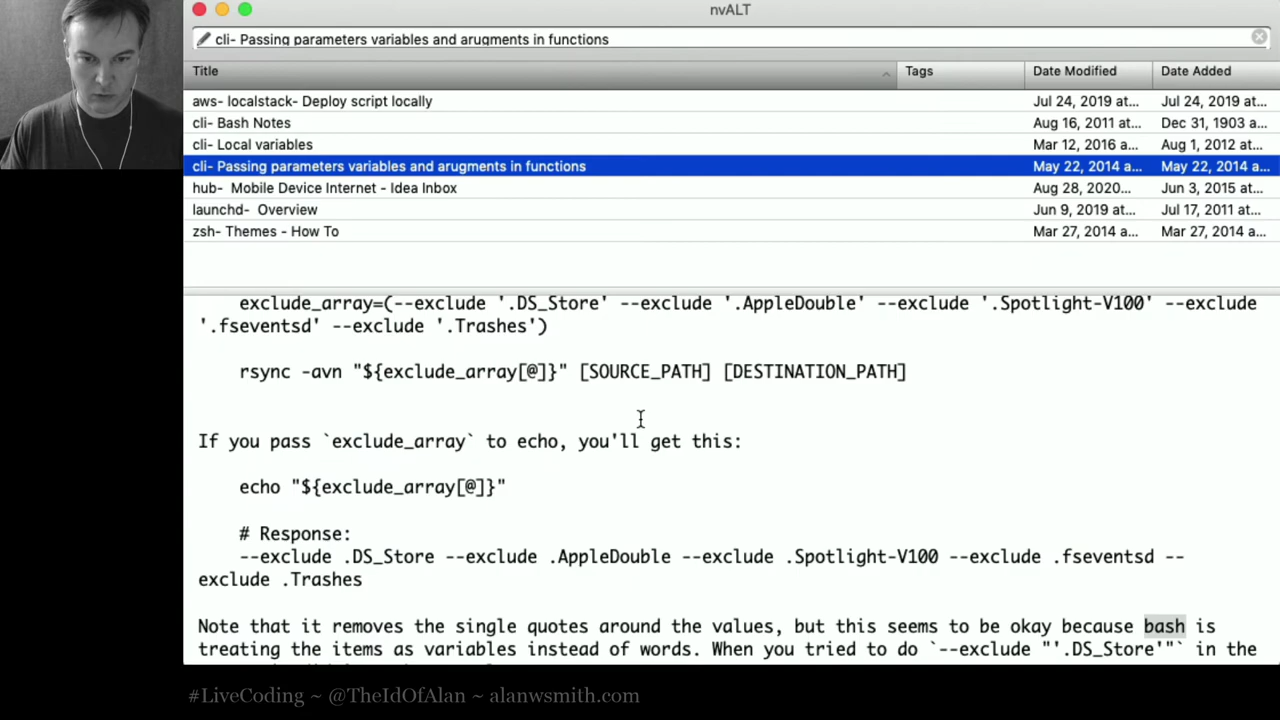 nvALT
cli- Passing parameters variables and arugments in functions
Title Tags Date Modified Date Added
aws- localstack- Deploy script locally Jul 24, 2019 at... Jul 24, 2019 at...
cli- Bash Notes Aug 16, 2011 at... Dec 31, 1903 at...
cli- Local variables Mar 12, 2016 at... Aug 1, 2012 at...
cli- Passing parameters variables and arugments in functions May 22, 2014 a... May 22, 2014 a...
hub-  Mobile Device Internet - Idea Inbox Aug 28, 2020... Jun 3, 2015 at...
launchd-  Overview Jun 9, 2019 at... Jul 17, 2011 at...
zsh- Themes - How To Mar 27, 2014 a... Mar 27, 2014 a...
exclude_array=(--exclude '.DS_Store' --exclude '.AppleDouble' --exclude '.Spotlight-V100' --exclude
'.fseventsd' --exclude '.Trashes')
rsync -avn "${exclude_array[@]}" [SOURCE_PATH] [DESTINATION_PATH]
If you pass `exclude_array` to echo, you'll get this:
echo "${exclude_array[@]}"
# Response:
--exclude .DS_Store --exclude .AppleDouble --exclude .Spotlight-V100 --exclude .fseventsd --
exclude .Trashes
Note that it removes the single quotes around the values, but this seems to be okay because bash is
treating the items as variables instead of words. When you tried to do `--exclude "'.DS_Store'"` in the
#LiveCoding ~ @TheIdOfAlan ~ alanwsmith.com